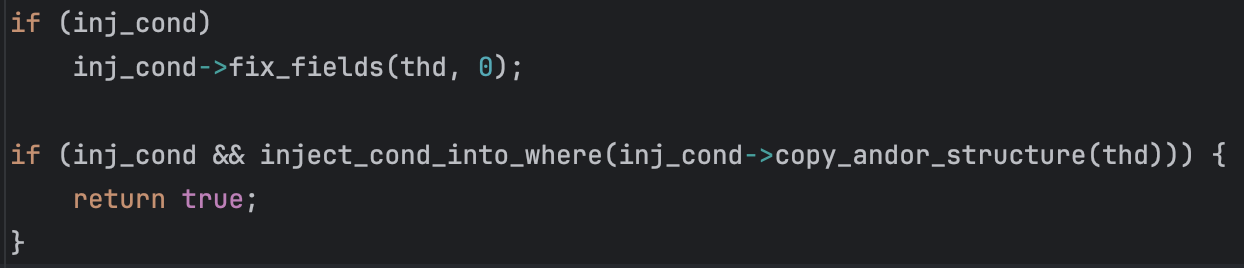 if (inj_cond)
    inj_cond->fix_fields(thd, 0);
if (inj_cond && inject_cond_into_where(inj_cond->copy_andor_structure(thd))) {
    return true;
}